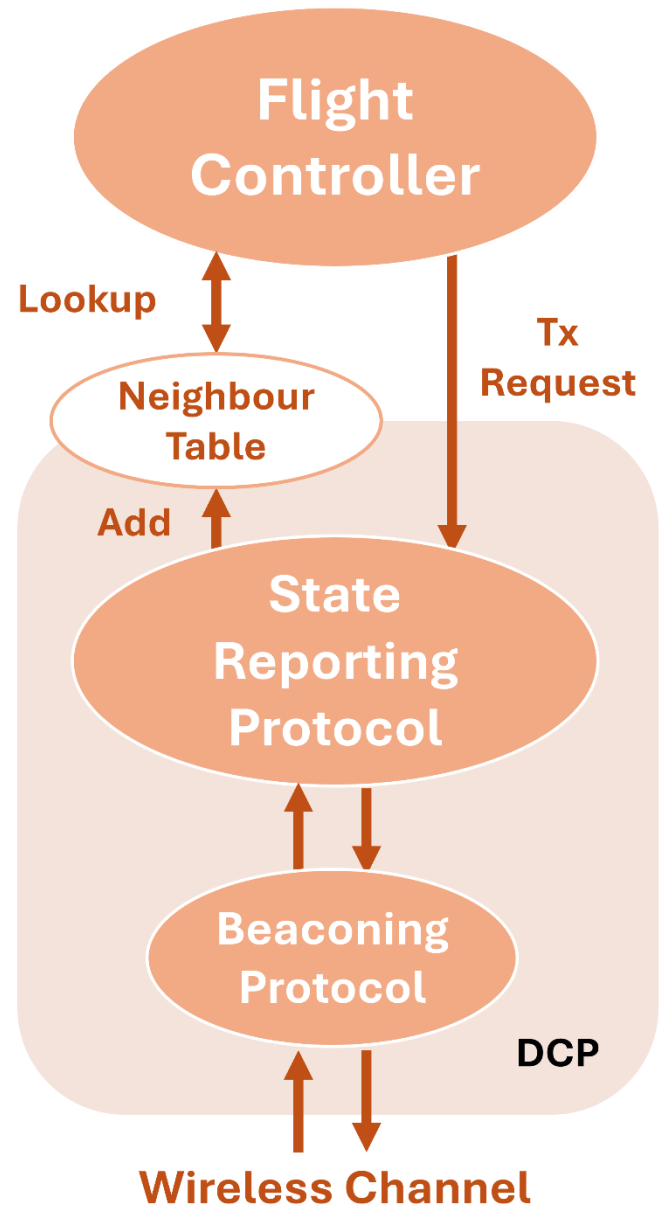 Flight
Controller
Lookup
Tx
Request
Neighbour
Table
Add
State
Reporting
Protocol
Beaconing
Protocol
DCP
Wireless Channel